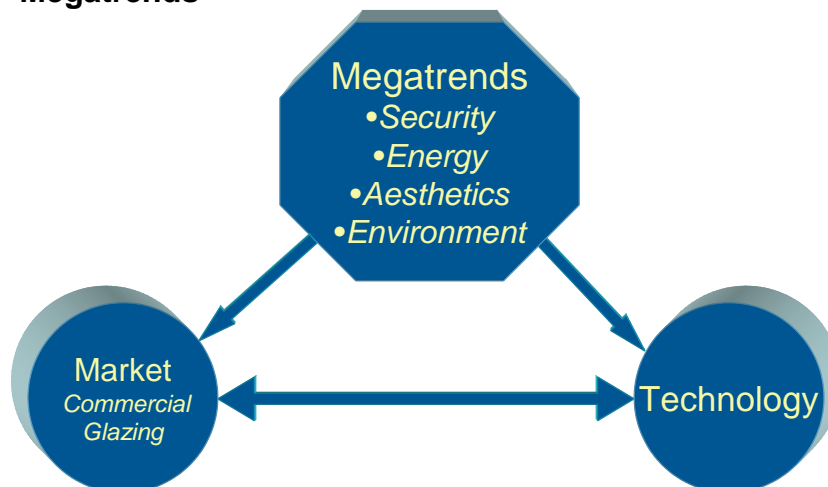 Megatrends
Megatrends
•Security
•Energy
•Aesthetics
•Environment
Market
Commercial
Glazing
Technology